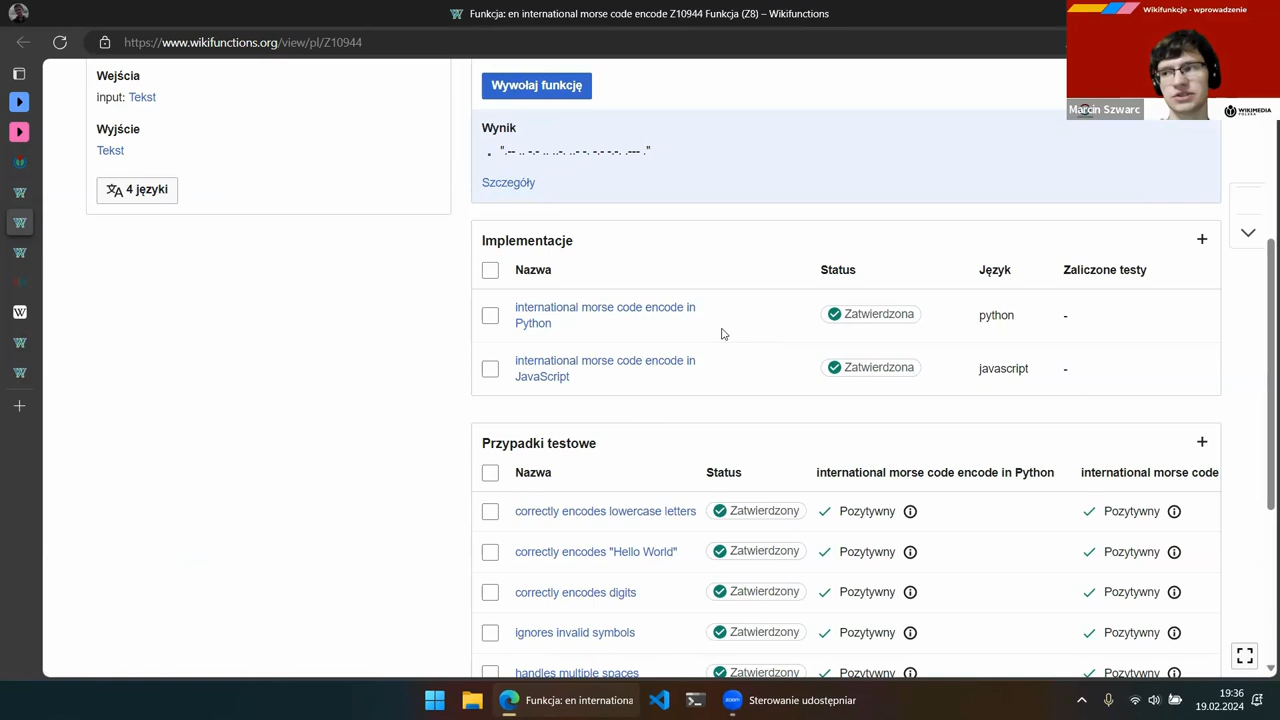 Funkcja: en international morse code encode Z10944 Funkcja (Z8) – Wikifunctions
https://www.wikifunctions.org/view/pl/Z10944
Wikifunkcje - wprowadzenie
Marcin Szwarc
WIKIMEDIA
POLSKA
Wejścia
input: Tekst
Wyjście
Tekst
4 języki
Wywołaj funkcję
Wynik
Szczegóły
Implementacje
Nazwa Status Język Zaliczone testy
international morse code encode in
Python
Zatwierdzona python -
international morse code encode in
JavaScript
Zatwierdzona javascript -
Przypadki testowe
Nazwa Status international morse code encode in Python international morse code
correctly encodes lowercase letters Zatwierdzony Pozytywny Pozytywny
correctly encodes "Hello World" Zatwierdzony Pozytywny Pozytywny
correctly encodes digits Zatwierdzony Pozytywny Pozytywny
ignores invalid symbols Zatwierdzony Pozytywny Pozytywny
handles multiple spaces Zatwierdzony Pozytywny Pozytywny
Funkcja: en internationa
zoom
Sterowanie udostępniar
19:36
19.02.2024